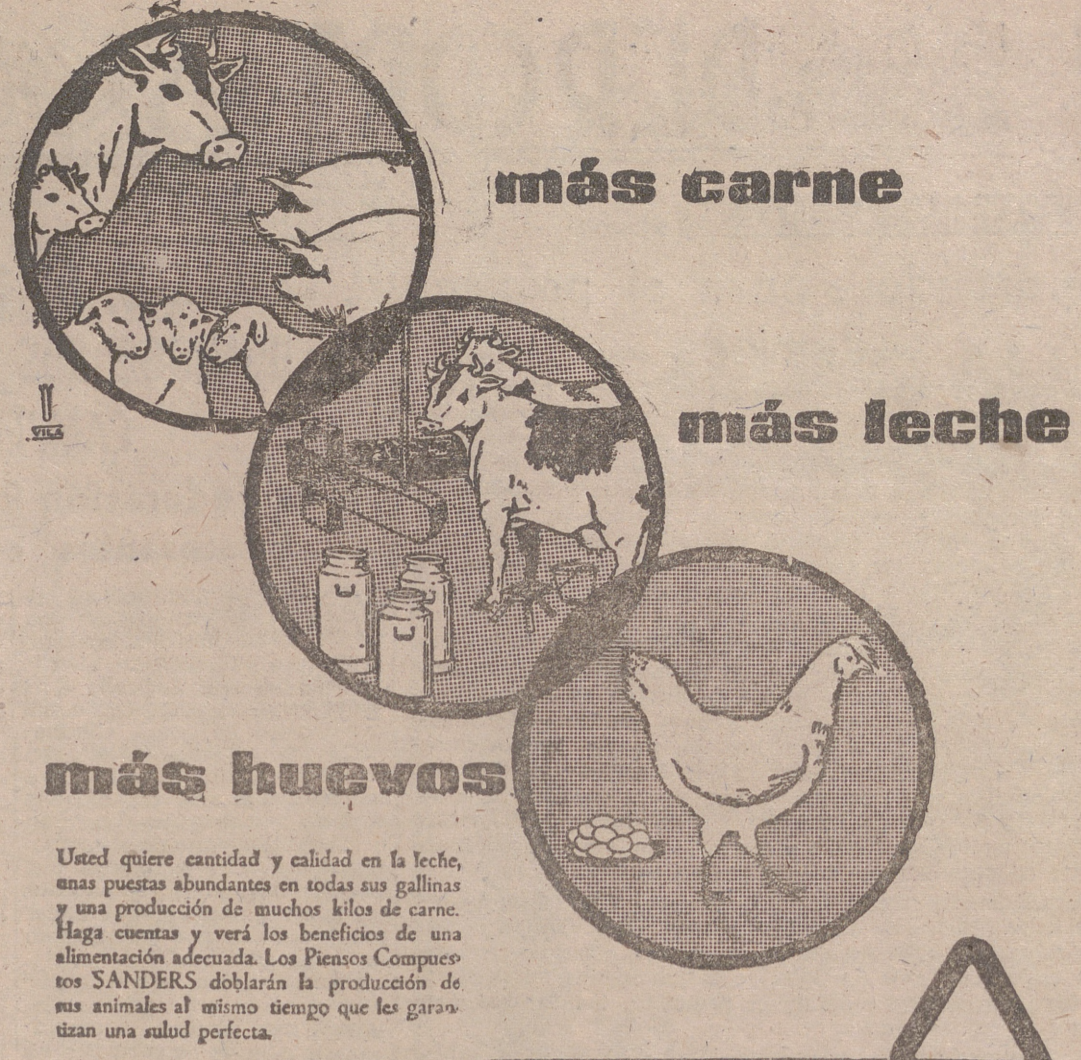 más carne
VILÁ
más leche
más huevos
Usted quiere cantidad y calidad en la leche,
unas puestas abundantes en todas sus gallinas
y una producción de muchos kilos de carne.
Haga cuentas y verá los beneficios de una
alimentación adecuada. Los Piensos Compues-
tos SANDERS doblarán la producción de
sus animales al mismo tiempo que les garan-
tizan una sulud perfecta.